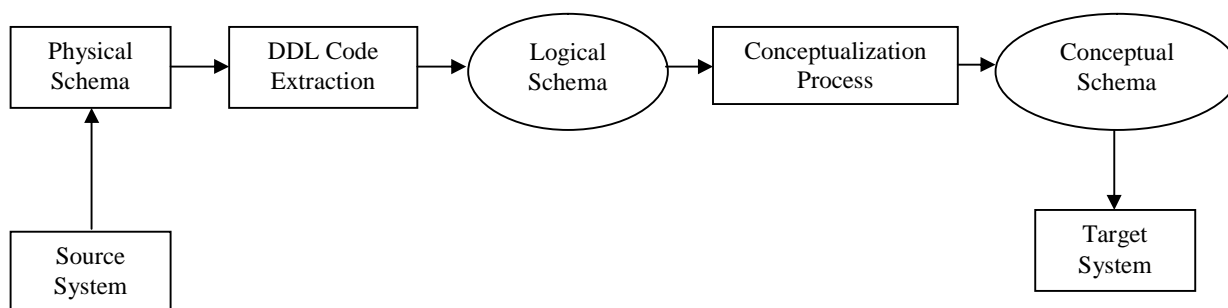 Physical
Schema
DDL Code
Extraction
Logical
Schema
Conceptualization
Process
Conceptual
Schema
Source
System
Target
System